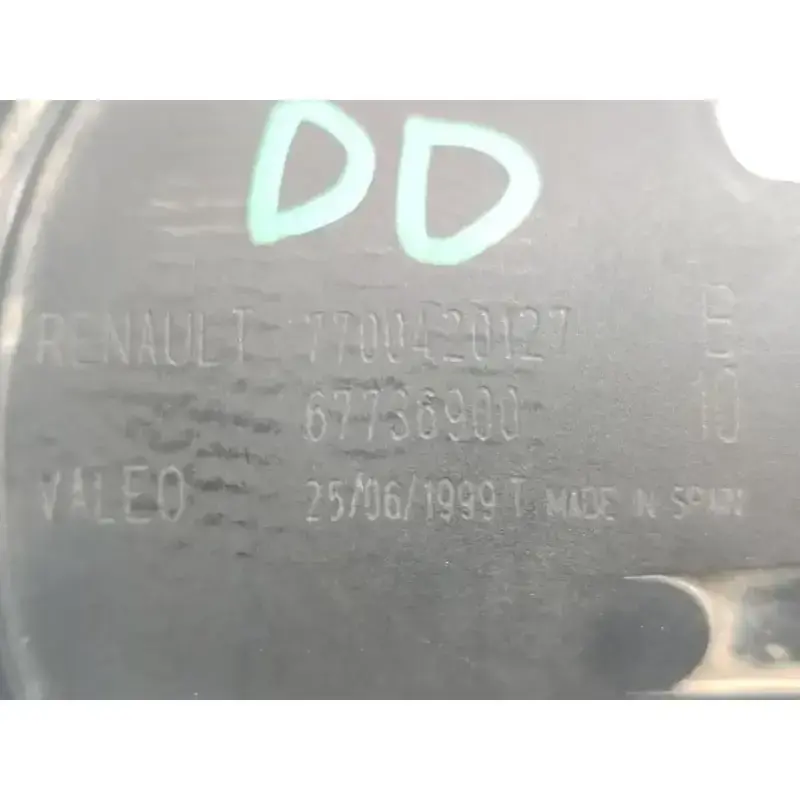 DD
RENAULT 7700420127
67736900
VALEO 25/06/1999 T MADE IN SPAIN
10